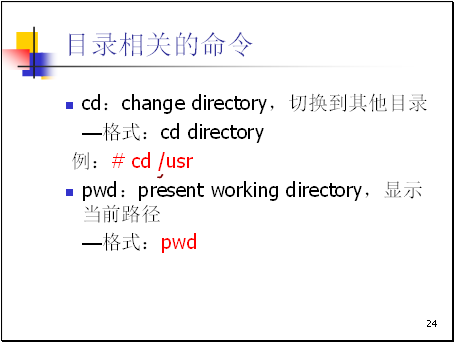 目录相关的命令
cd：change directory，切换到其他目录
—格式：cd directory
例：# cd /usr
pwd：present working directory，显示
当前路径
—格式：pwd
24